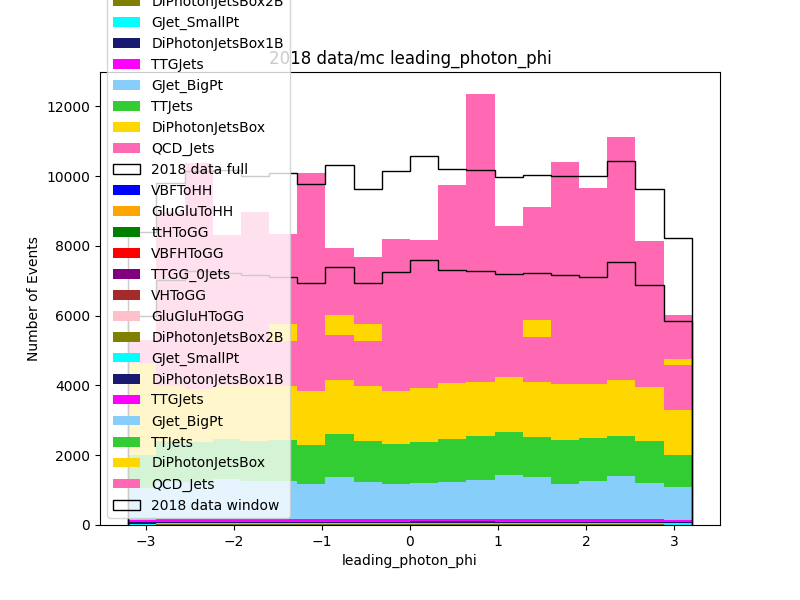 DiPhotonJetsBox2B
GJet_SmallPt
DiPhotonJetsBox1B
2018 data/mc leading_photon_phi
TTGJets
GJet_BigPt
TTJets
DiPhotonJetsBox
QCD_Jets
2018 data full
VBFToHH
GluGluToHH
ttHToGG
VBFHToGG
TTGG_0Jets
VHToGG
GluGluHToGG
DiPhotonJetsBox2B
GJet_SmallPt
DiPhotonJetsBox1B
TTGJets
GJet_BigPt
TTJets
DiPhotonJetsBox
QCD_Jets
2018 data window
Number of Events
12000
10000
8000
6000
4000
2000
0
−3 −2 −1 0 1 2 3
leading_photon_phi